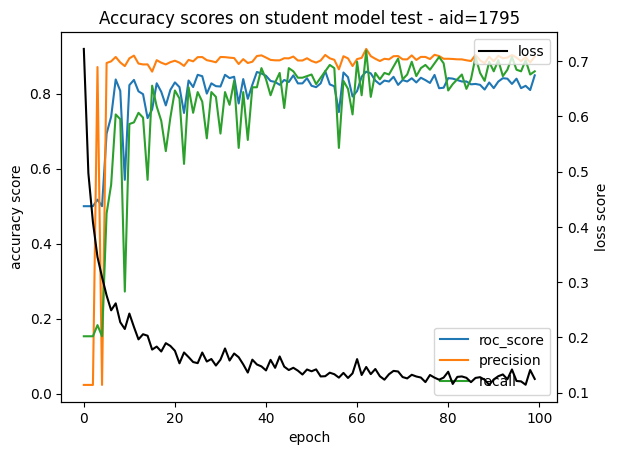 Accuracy scores on student model test - aid=1795
loss
accuracy score
0.8
0.6
0.4
0.2
0.0
0.7
0.6
0.5
0.4
0.3
0.2
0.1
loss score
roc_score
precision
recall
0
20
40
60
80
100
epoch